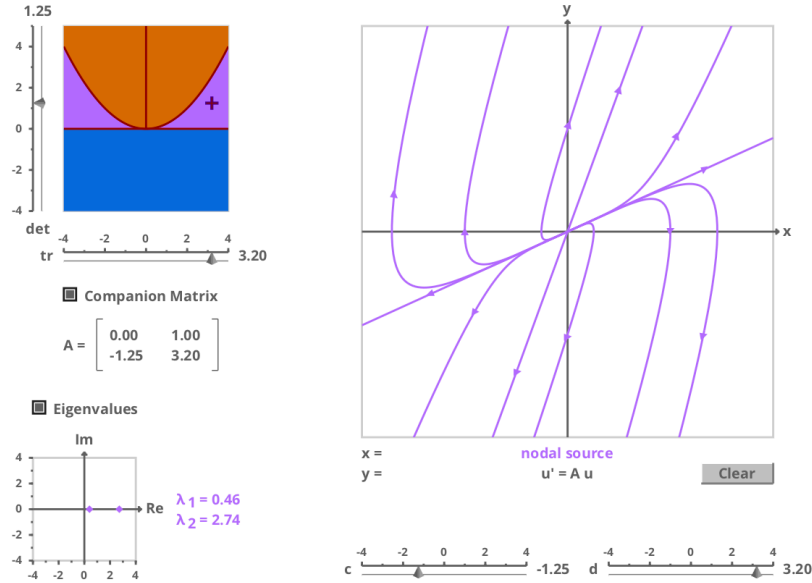 1.25
4
2
0
-2
-4
det
-4 -2 0 2 4
tr 3.20
Companion Matrix
A =
0.00 1.00
-1.25 3.20
Eigenvalues
Im
4
2
0
-2
-4
-4 -2 0 2 4
Re
λ1 = 0.46
λ2 = 2.74
y
x
x = nodal source
y = u' = A u
Clear
-4 -2 0 2 4
c -1.25
-4 -2 0 2 4
d 3.20